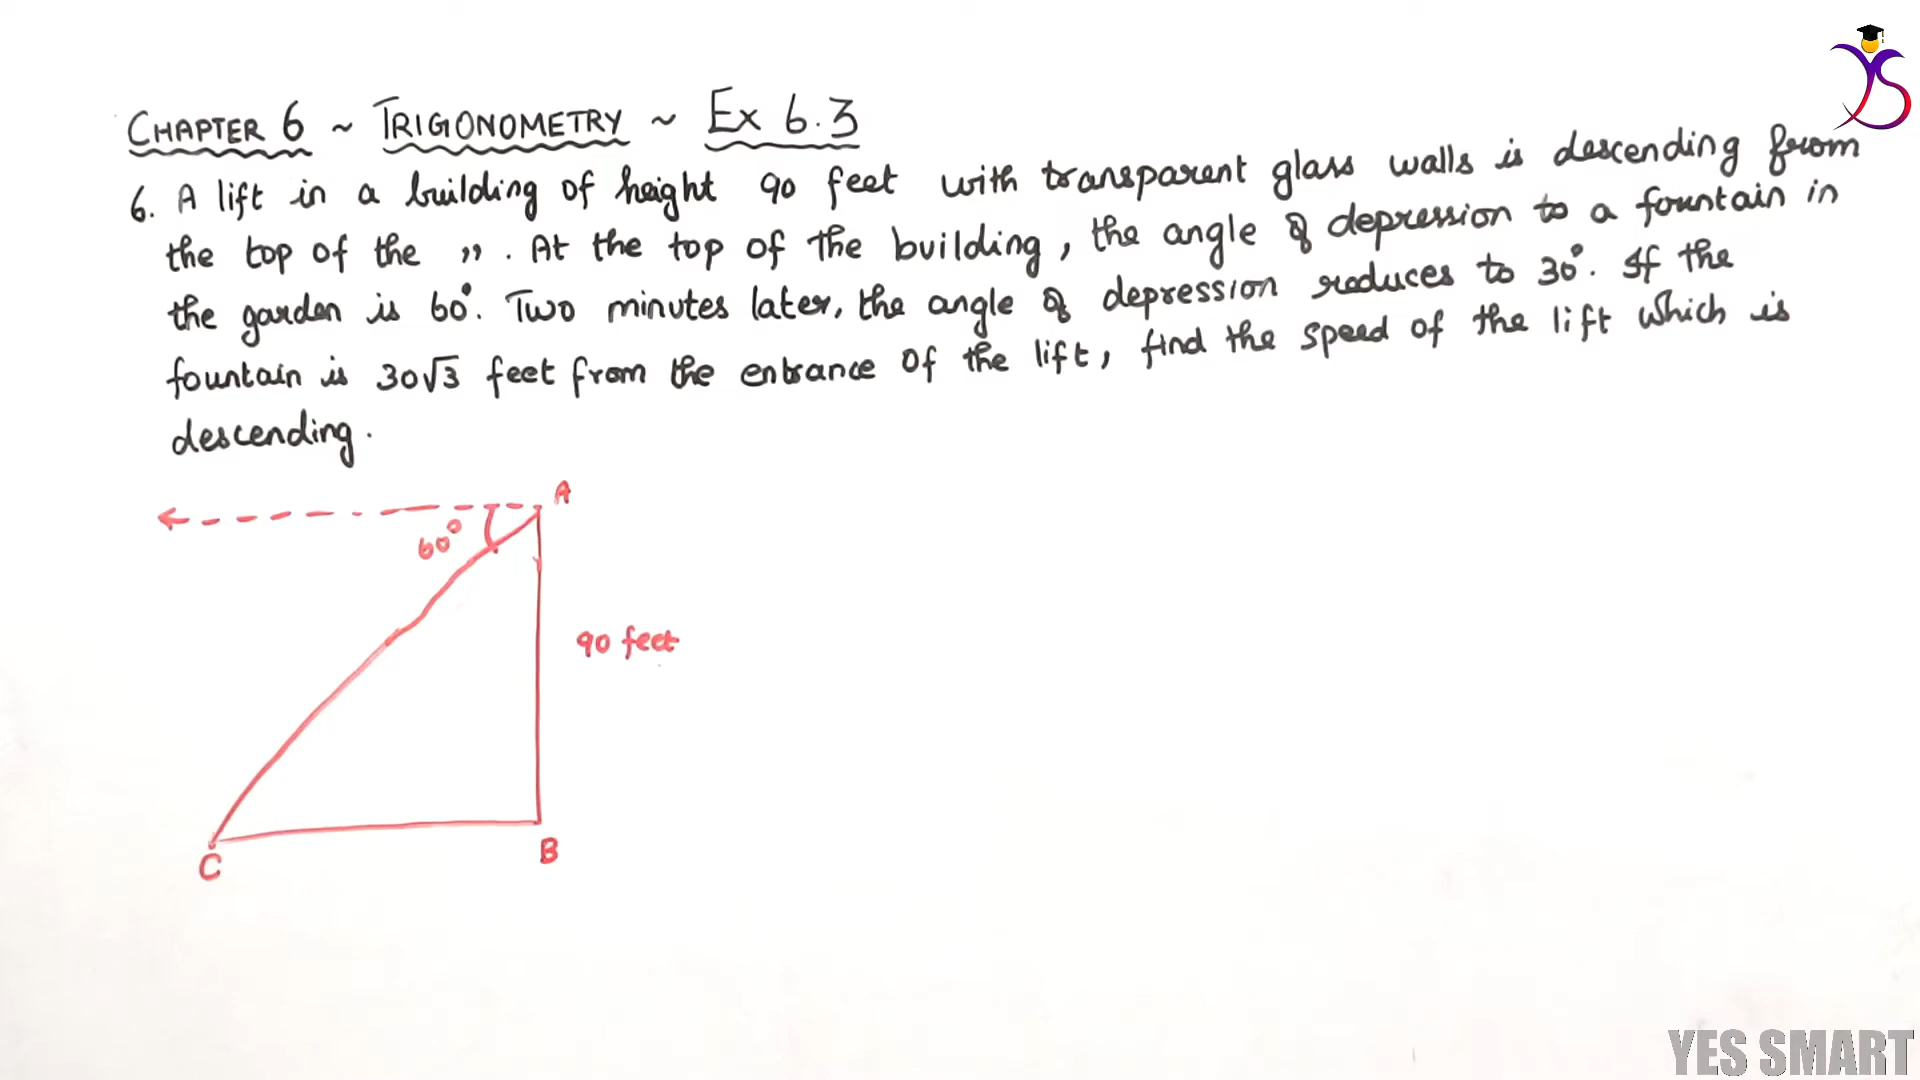 CHAPTER 6 ~ TRIGONOMETRY ~ Ex 6.3
6. A lift in a building of height 90 feet with transparent glass walls is descending from
the top of the ,, . At the top of the building, the angle of depression to a fountain in
the garden is 60°. Two minutes later, the angle of depression reduces to 30°. If the
fountain is 30√3 feet from the entrance of the lift, find the speed of the lift which is
descending.
A
60°
90 feet
C
B
YS
YES SMART